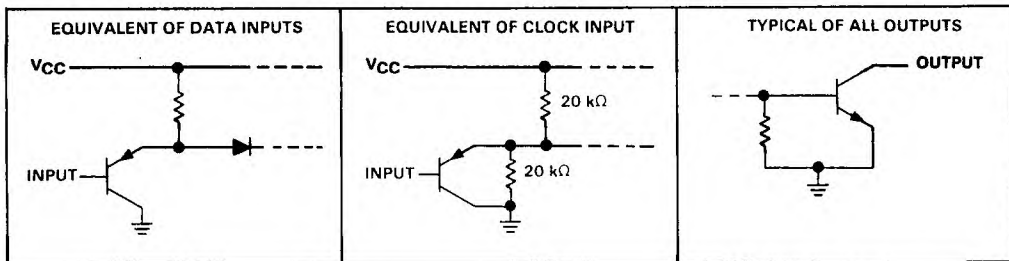 EQUIVALENT OF DATA INPUTS
VCC
INPUT
EQUIVALENT OF CLOCK INPUT
VCC
20 kΩ
20 kΩ
INPUT
TYPICAL OF ALL OUTPUTS
OUTPUT